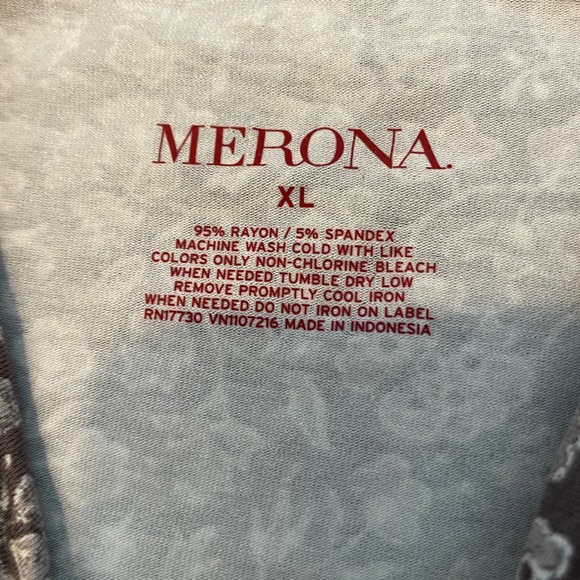 MERONA.
XL
95% RAYON / 5% SPANDEX
MACHINE WASH COLD WITH LIKE
COLORS ONLY NON-CHLORINE BLEACH
WHEN NEEDED TUMBLE DRY LOW
REMOVE PROMPTLY COOL IRON
WHEN NEEDED DO NOT IRON ON LABEL
RN17730 VN1107216 MADE IN INDONESIA